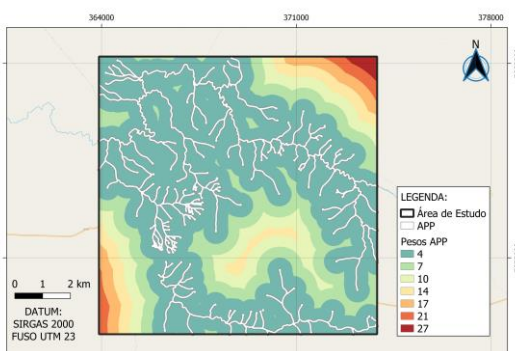 364000 371000 378000
N
LEGENDA:
Área de Estudo
APP
Pesos APP
4
7
10
14
17
21
27
0 1 2 km
DATUM:
SIRGAS 2000
FUSO UTM 23